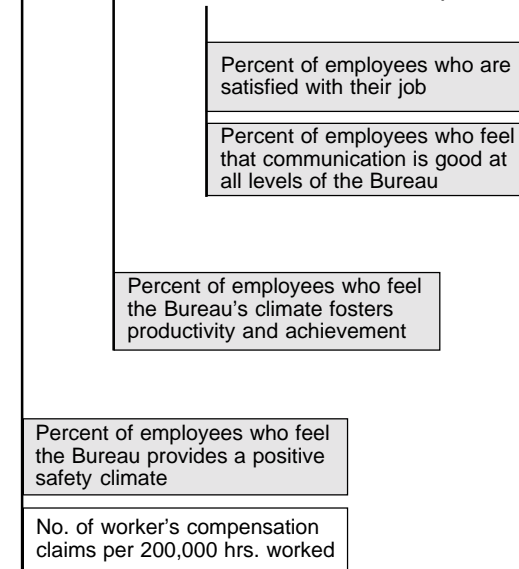 Percent of employees who are
satisfied with their job
Percent of employees who feel
that communication is good at
all levels of the Bureau
Percent of employees who feel
the Bureau's climate fosters
productivity and achievement
Percent of employees who feel
the Bureau provides a positive
safety climate
No. of worker's compensation
claims per 200,000 hrs. worked